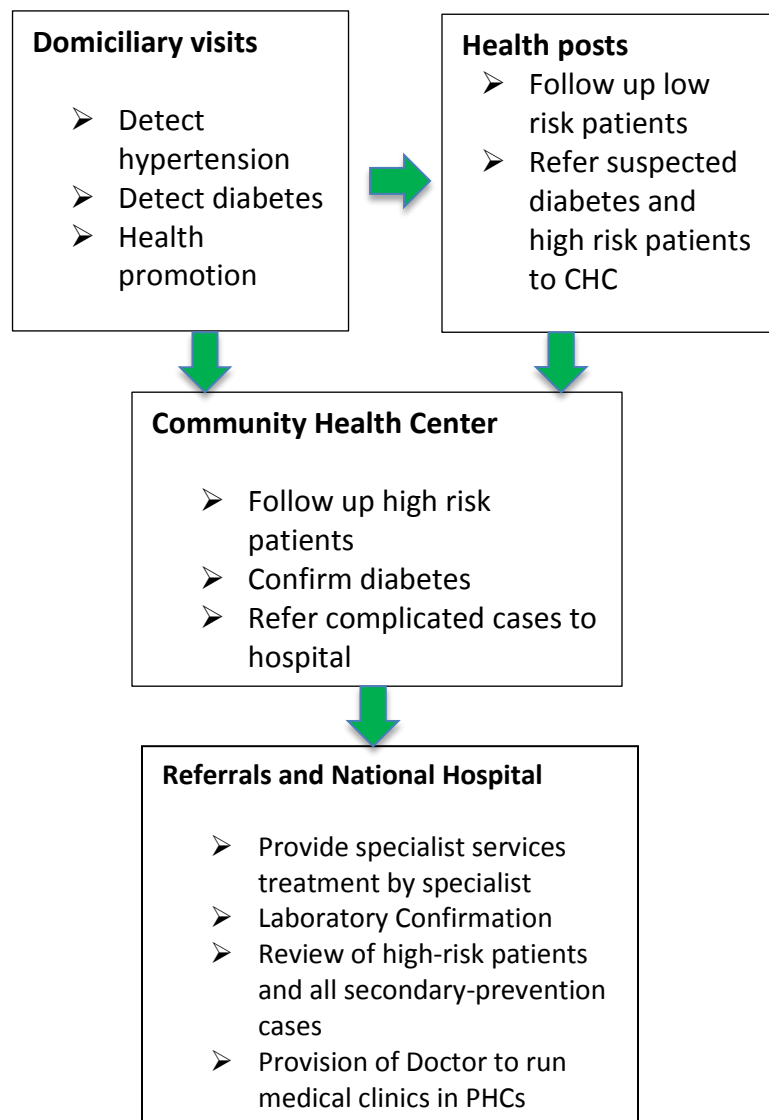 Domiciliary visits
➢ Detect
hypertension
➢ Detect diabetes
➢ Health
promotion
Health posts
➢ Follow up low
risk patients
➢ Refer suspected
diabetes and
high risk patients
to CHC
Community Health Center
➢ Follow up high risk
patients
➢ Confirm diabetes
➢ Refer complicated cases to
hospital
Referrals and National Hospital
➢ Provide specialist services
treatment by specialist
➢ Laboratory Confirmation
➢ Review of high-risk patients
and all secondary-prevention
cases
➢ Provision of Doctor to run
medical clinics in PHCs